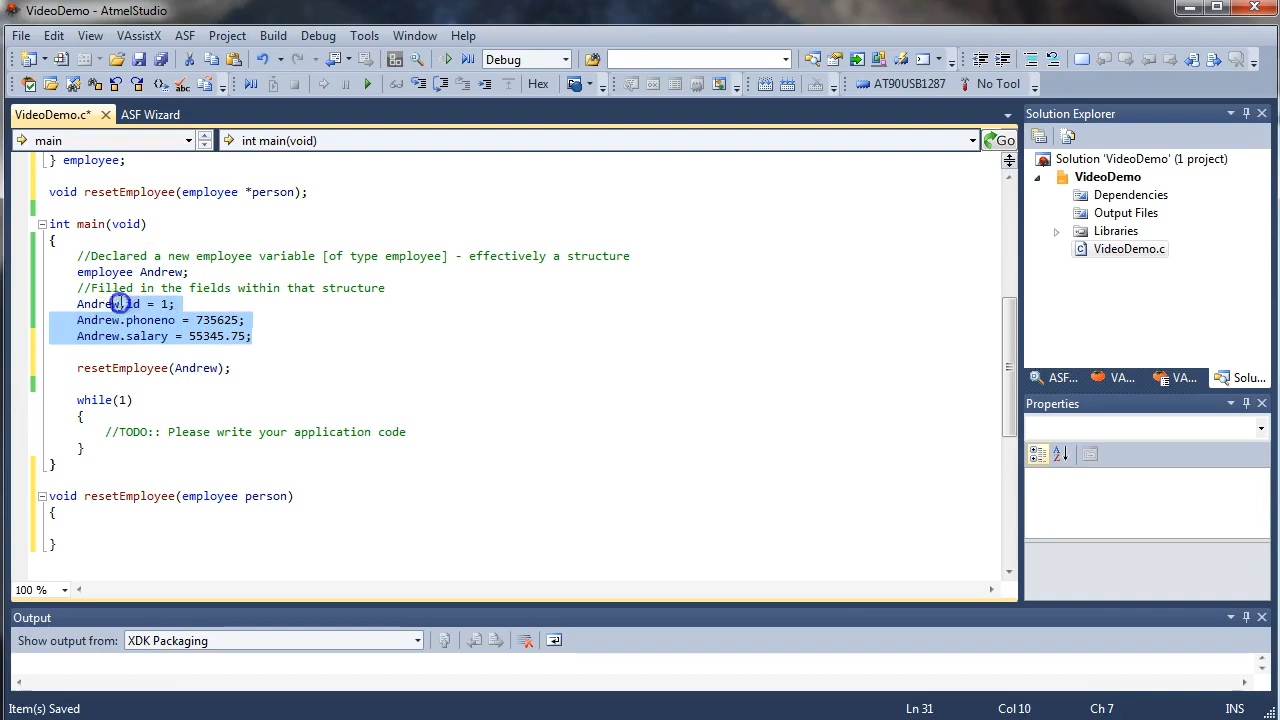 VideoDemo - AtmelStudio
File Edit View VAssistX ASF Project Build Debug Tools Window Help
Debug
Hex AT90USB1287 No Tool
VideoDemo.c* ASF Wizard
main int main(void) Go
} employee;
void resetEmployee(employee *person);
int main(void)
{
//Declared a new employee variable [of type employee] - effectively a structure
employee Andrew;
//Filled in the fields within that structure
Andrew.id = 1;
Andrew.phoneno = 735625;
Andrew.salary = 55345.75;
resetEmployee(Andrew);
while(1)
{
//TODO:: Please write your application code
}
}
void resetEmployee(employee person)
{
}
100 %
Solution Explorer
Solution 'VideoDemo' (1 project)
VideoDemo
Dependencies
Output Files
Libraries
VideoDemo.c
ASF... VA... VA... Solu...
Properties
Output
Show output from: XDK Packaging
Item(s) Saved Ln 31 Col 10 Ch 7 INS